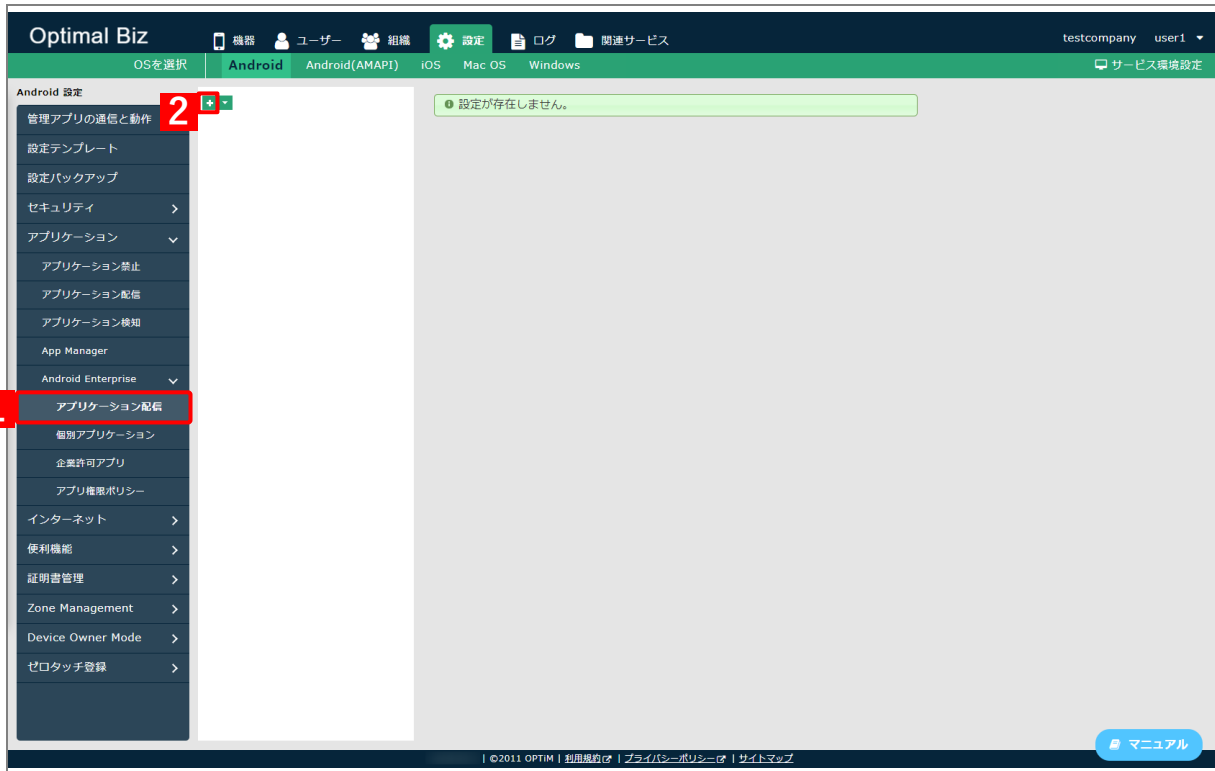 Optimal Biz
機器 ユーザー 組織 設定 ログ 関連サービス
testcompany user1
OSを選択 Android Android(AMAPI) iOS Mac OS Windows
サービス環境設定
Android 設定
管理アプリの通信と動作
2
設定が存在しません。
設定テンプレート
設定バックアップ
セキュリティ
アプリケーション
アプリケーション禁止
アプリケーション配信
アプリケーション検知
App Manager
Android Enterprise
アプリケーション配信
個別アプリケーション
企業許可アプリ
アプリ権限ポリシー
インターネット
便利機能
証明書管理
Zone Management
Device Owner Mode
ゼロタッチ登録
マニュアル
| ©2011 OPTiM | 利用規約 | プライバシーポリシー | サイトマップ